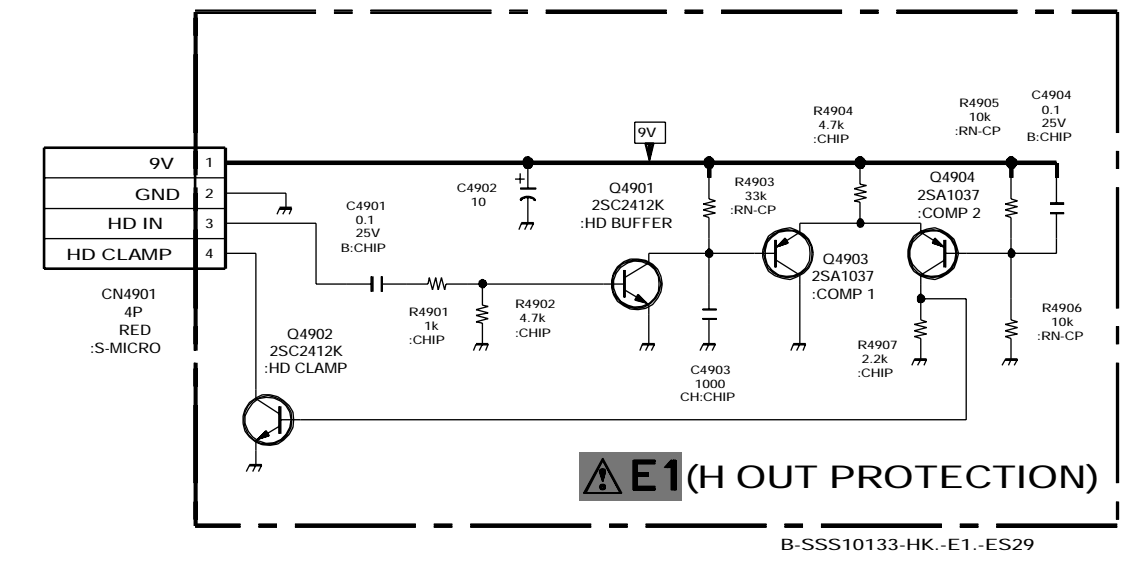 9V 1
GND 2
HD IN 3
HD CLAMP 4
CN4901
4P
RED
:S-MICRO
9V
C4901
0.1
25V
B:CHIP
R4901
1k
:CHIP
R4902
4.7k
:CHIP
C4902
10
+
Q4901
2SC2412K
:HD BUFFER
R4903
33k
:RN-CP
C4903
1000
CH:CHIP
Q4903
2SA1037
:COMP 1
R4904
4.7k
:CHIP
Q4904
2SA1037
:COMP 2
R4905
10k
:RN-CP
C4904
0.1
25V
B:CHIP
R4906
10k
:RN-CP
R4907
2.2k
:CHIP
Q4902
2SC2412K
:HD CLAMP
E1 (H OUT PROTECTION)
B-SSS10133-HK.-E1.-ES29